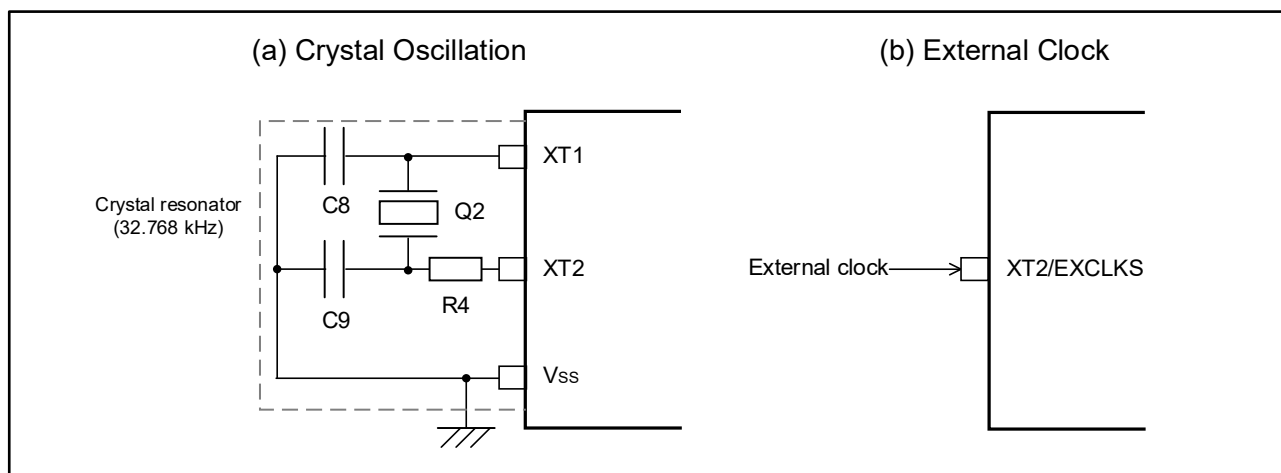 (a) Crystal Oscillation
(b) External Clock
XT1
C8
Q2
Crystal resonator
(32.768 kHz)
XT2
R4
C9
Vss
External clock
XT2/EXCLKS